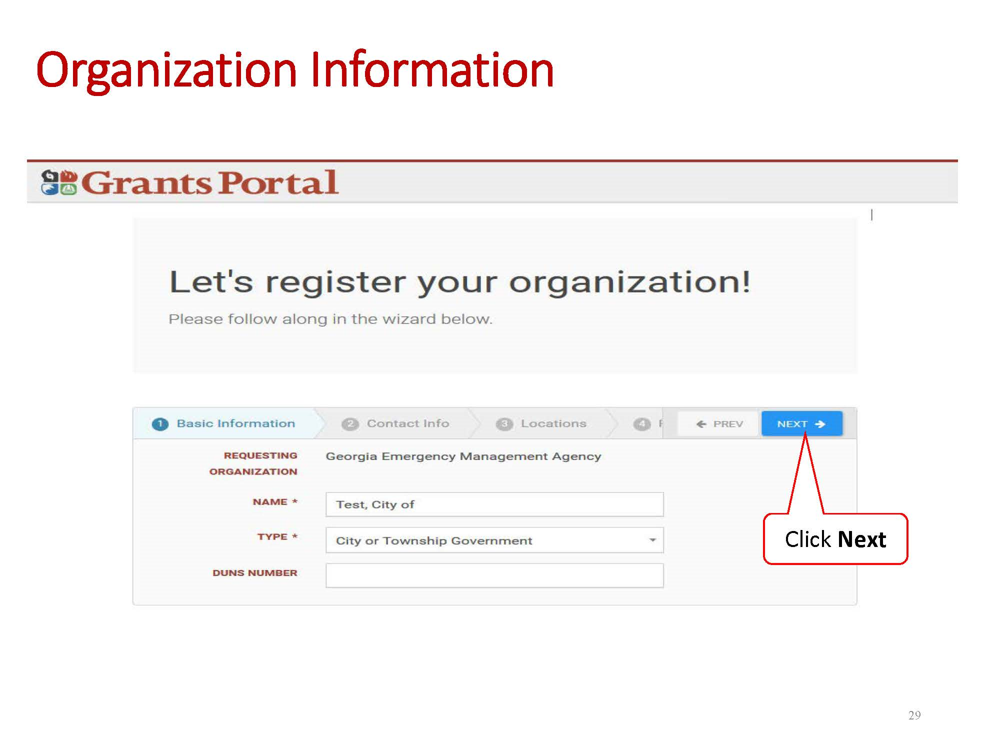 Organization Information
Grants Portal
Let's register your organization!
Please follow along in the wizard below.
1 Basic Information 2 Contact Info 3 Locations 4 ← PREV NEXT →
REQUESTING ORGANIZATION Georgia Emergency Management Agency
NAME * Test, City of
TYPE * City or Township Government
DUNS NUMBER
Click Next
29